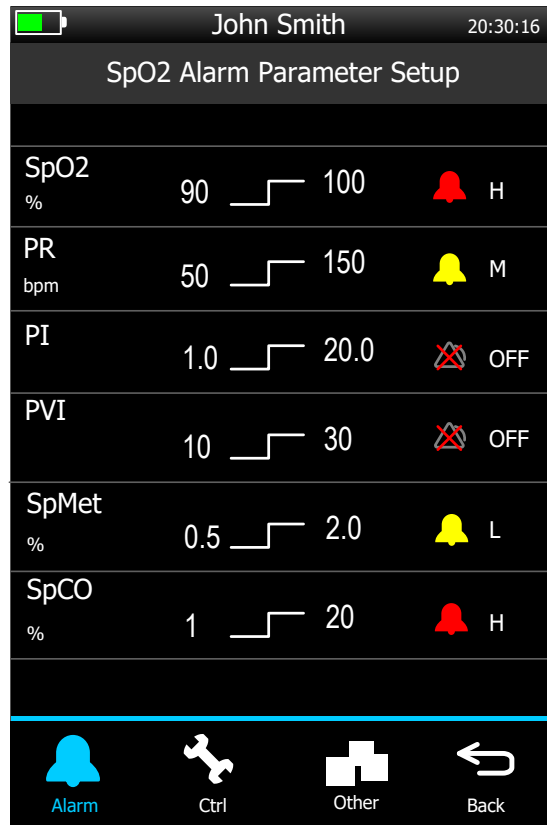 John Smith 20:30:16
SpO2 Alarm Parameter Setup
SpO2
% 90 100 H
PR
bpm 50 150 M
PI
1.0 20.0 OFF
PVI
10 30 OFF
SpMet
% 0.5 2.0 L
SpCO
% 1 20 H
Alarm Ctrl Other Back